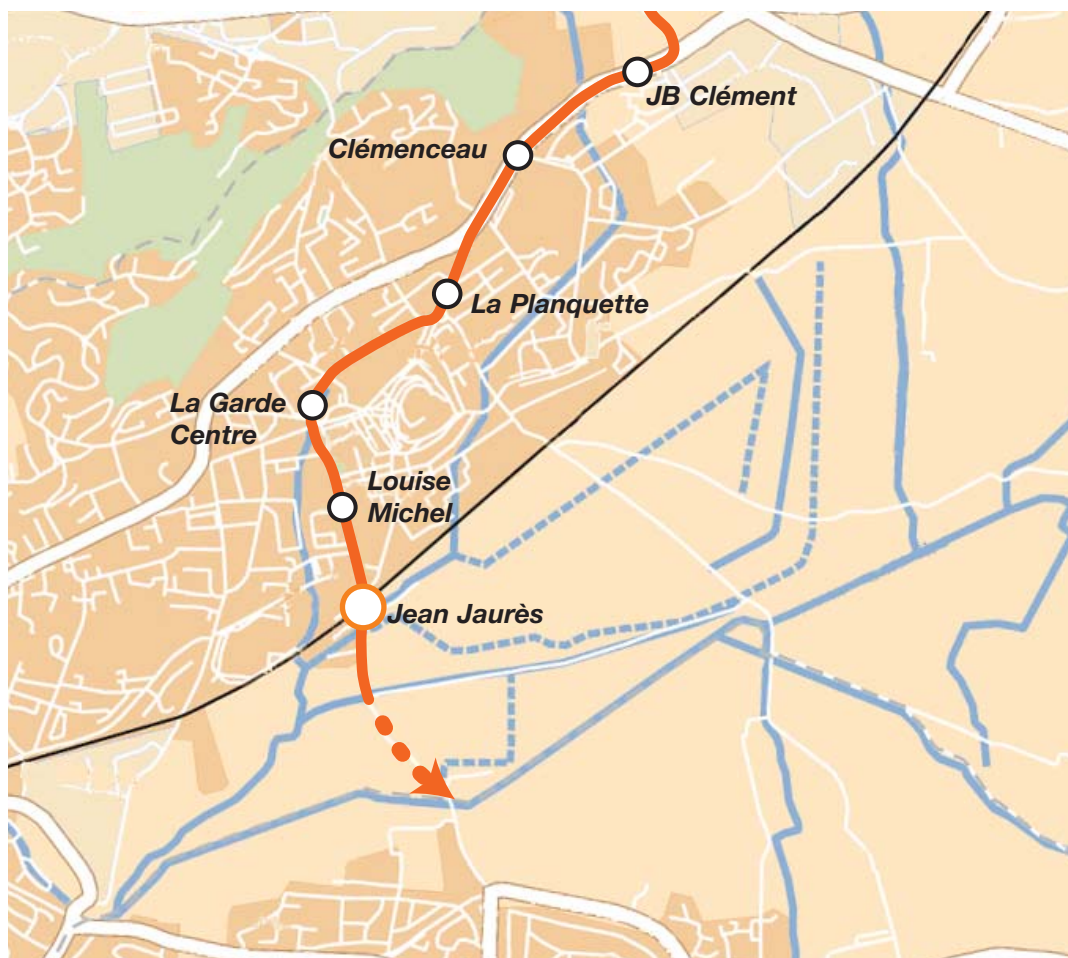 JB Clément
Clémenceau
La Planquette
La Garde
Centre
Louise
Michel
Jean Jaurès